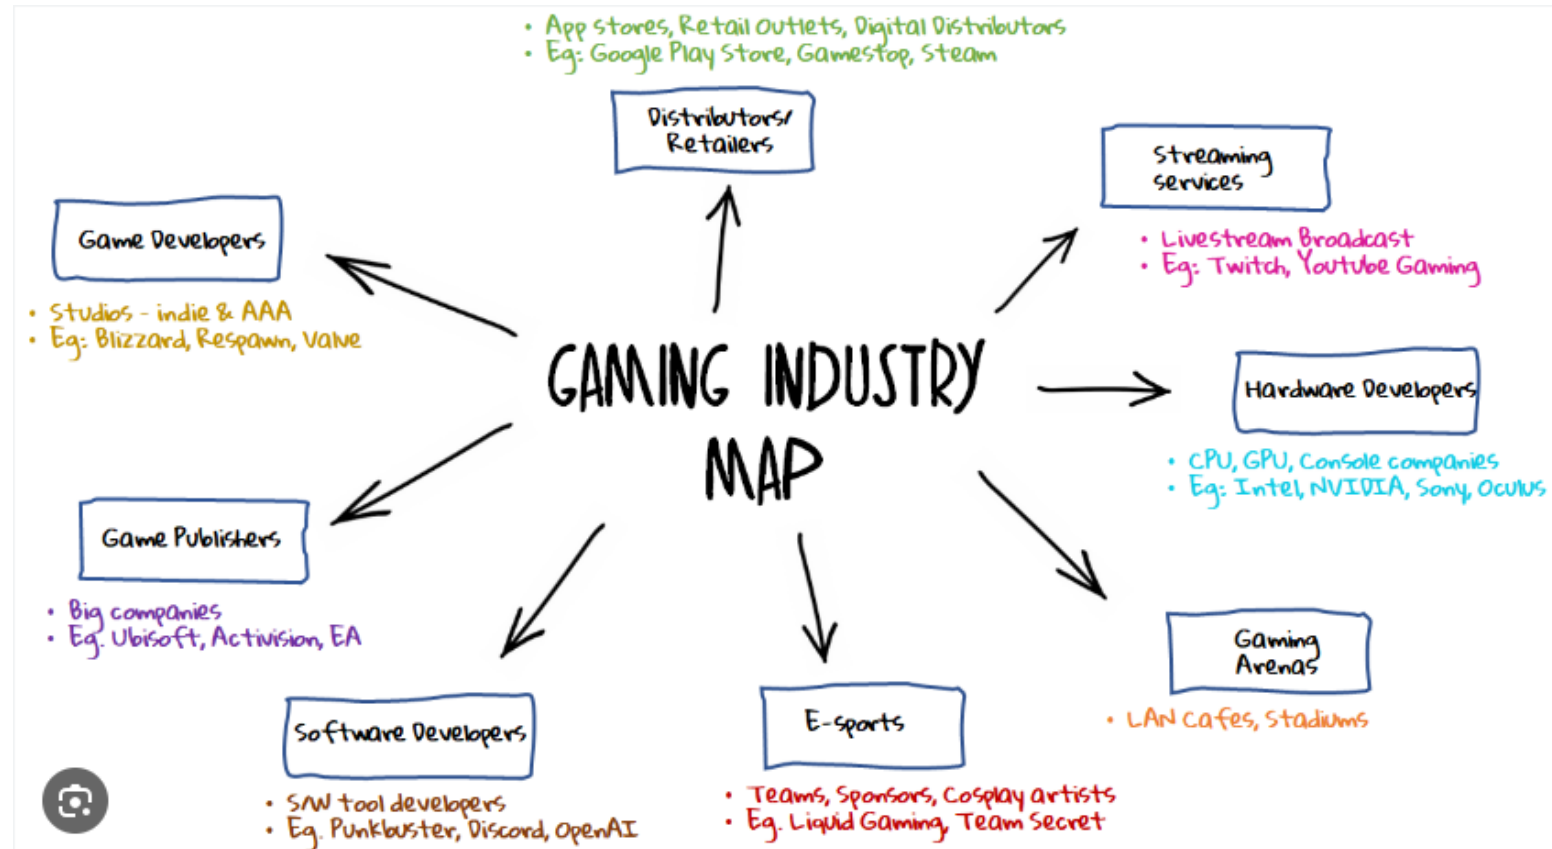 • App stores, Retail Outlets, Digital Distributors
• Eg: Google Play Store, Gamestop, Steam
Distributors/
Retailers
Streaming
services
• Livestream Broadcast
• Eg: Twitch, Youtube Gaming
Game Developers
• Studios - indie & AAA
• Eg: Blizzard, Respawn, Valve
GAMING INDUSTRY
MAP
Hardware Developers
• CPU, GPU, Console companies
• Eg: Intel, NVIDIA, Sony, Oculus
Game Publishers
• Big companies
• Eg. Ubisoft, Activision, EA
Gaming
Arenas
• LAN Cafes, Stadiums
Software Developers
• S/W tool developers
• Eg. Punkbuster, Discord, OpenAI
E-sports
• Teams, Sponsors, Cosplay artists
• Eg. Liquid Gaming, Team Secret